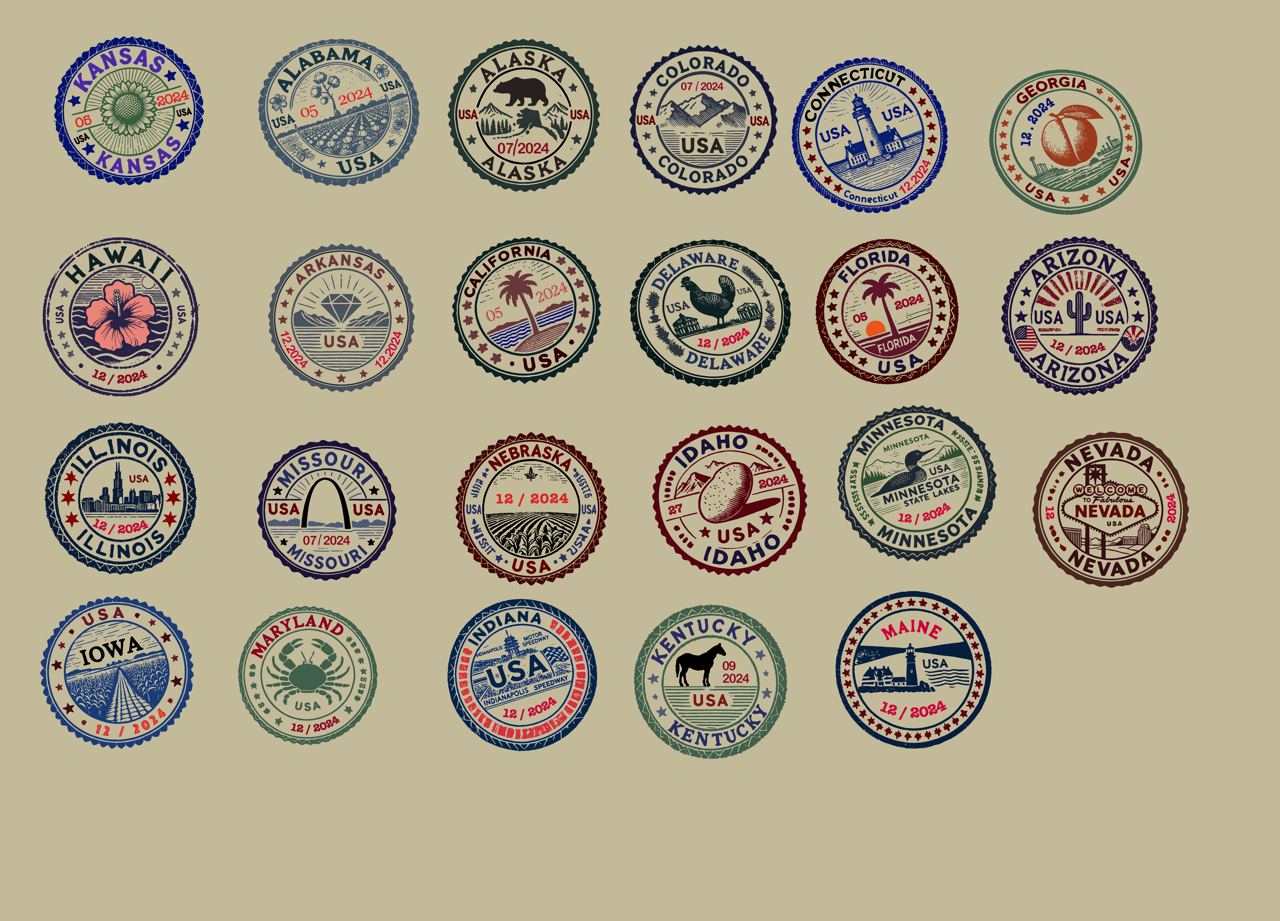 KANSAS
05 2024
USA USA
KANSAS
ALABAMA
USA
05 2024
USA
USA
ALASKA
USA USA
07/2024
ALASKA
COLORADO
07 / 2024
USA USA
USA
COLORADO
CONNECTICUT
USA USA
Connecticut 12.2024
GEORGIA
12. 2024
USA USA
HAWAII
USA USA
12 / 2024
ARKANSAS
USA
12.2024 12.2024
CALIFORNIA
05 2024
USA
DELAWARE
USA USA
12 / 2024
DELAWARE
FLORIDA
05 2024
FLORIDA
USA
ARIZONA
USA USA
12 / 2024
ARIZONA
ILLINOIS
USA
12/2024
ILLINOIS
MISSOURI
USA USA
07/2024
MISSOURI
NEBRASKA
12 / 2024
USA USA
USA
IDAHO
27 2024
USA
IDAHO
MINNESOTA
MINNESOTA
USA
MINNESOTA
STATE LAKES
12 / 2024
MINNESOTA
NEVADA
WELCOME
TO Fabulous
NEVADA
USA
12 2024
NEVADA
USA
IOWA
12 / 2024
MARYLAND
USA
12/2024
INDIANA
INDIANAPOLIS MOTOR
SPEEDWAY
USA
INDIANAPOLIS SPEEDWAY
12 / 2024
KENTUCKY
09
2024
USA
KENTUCKY
MAINE
USA
12 / 2024